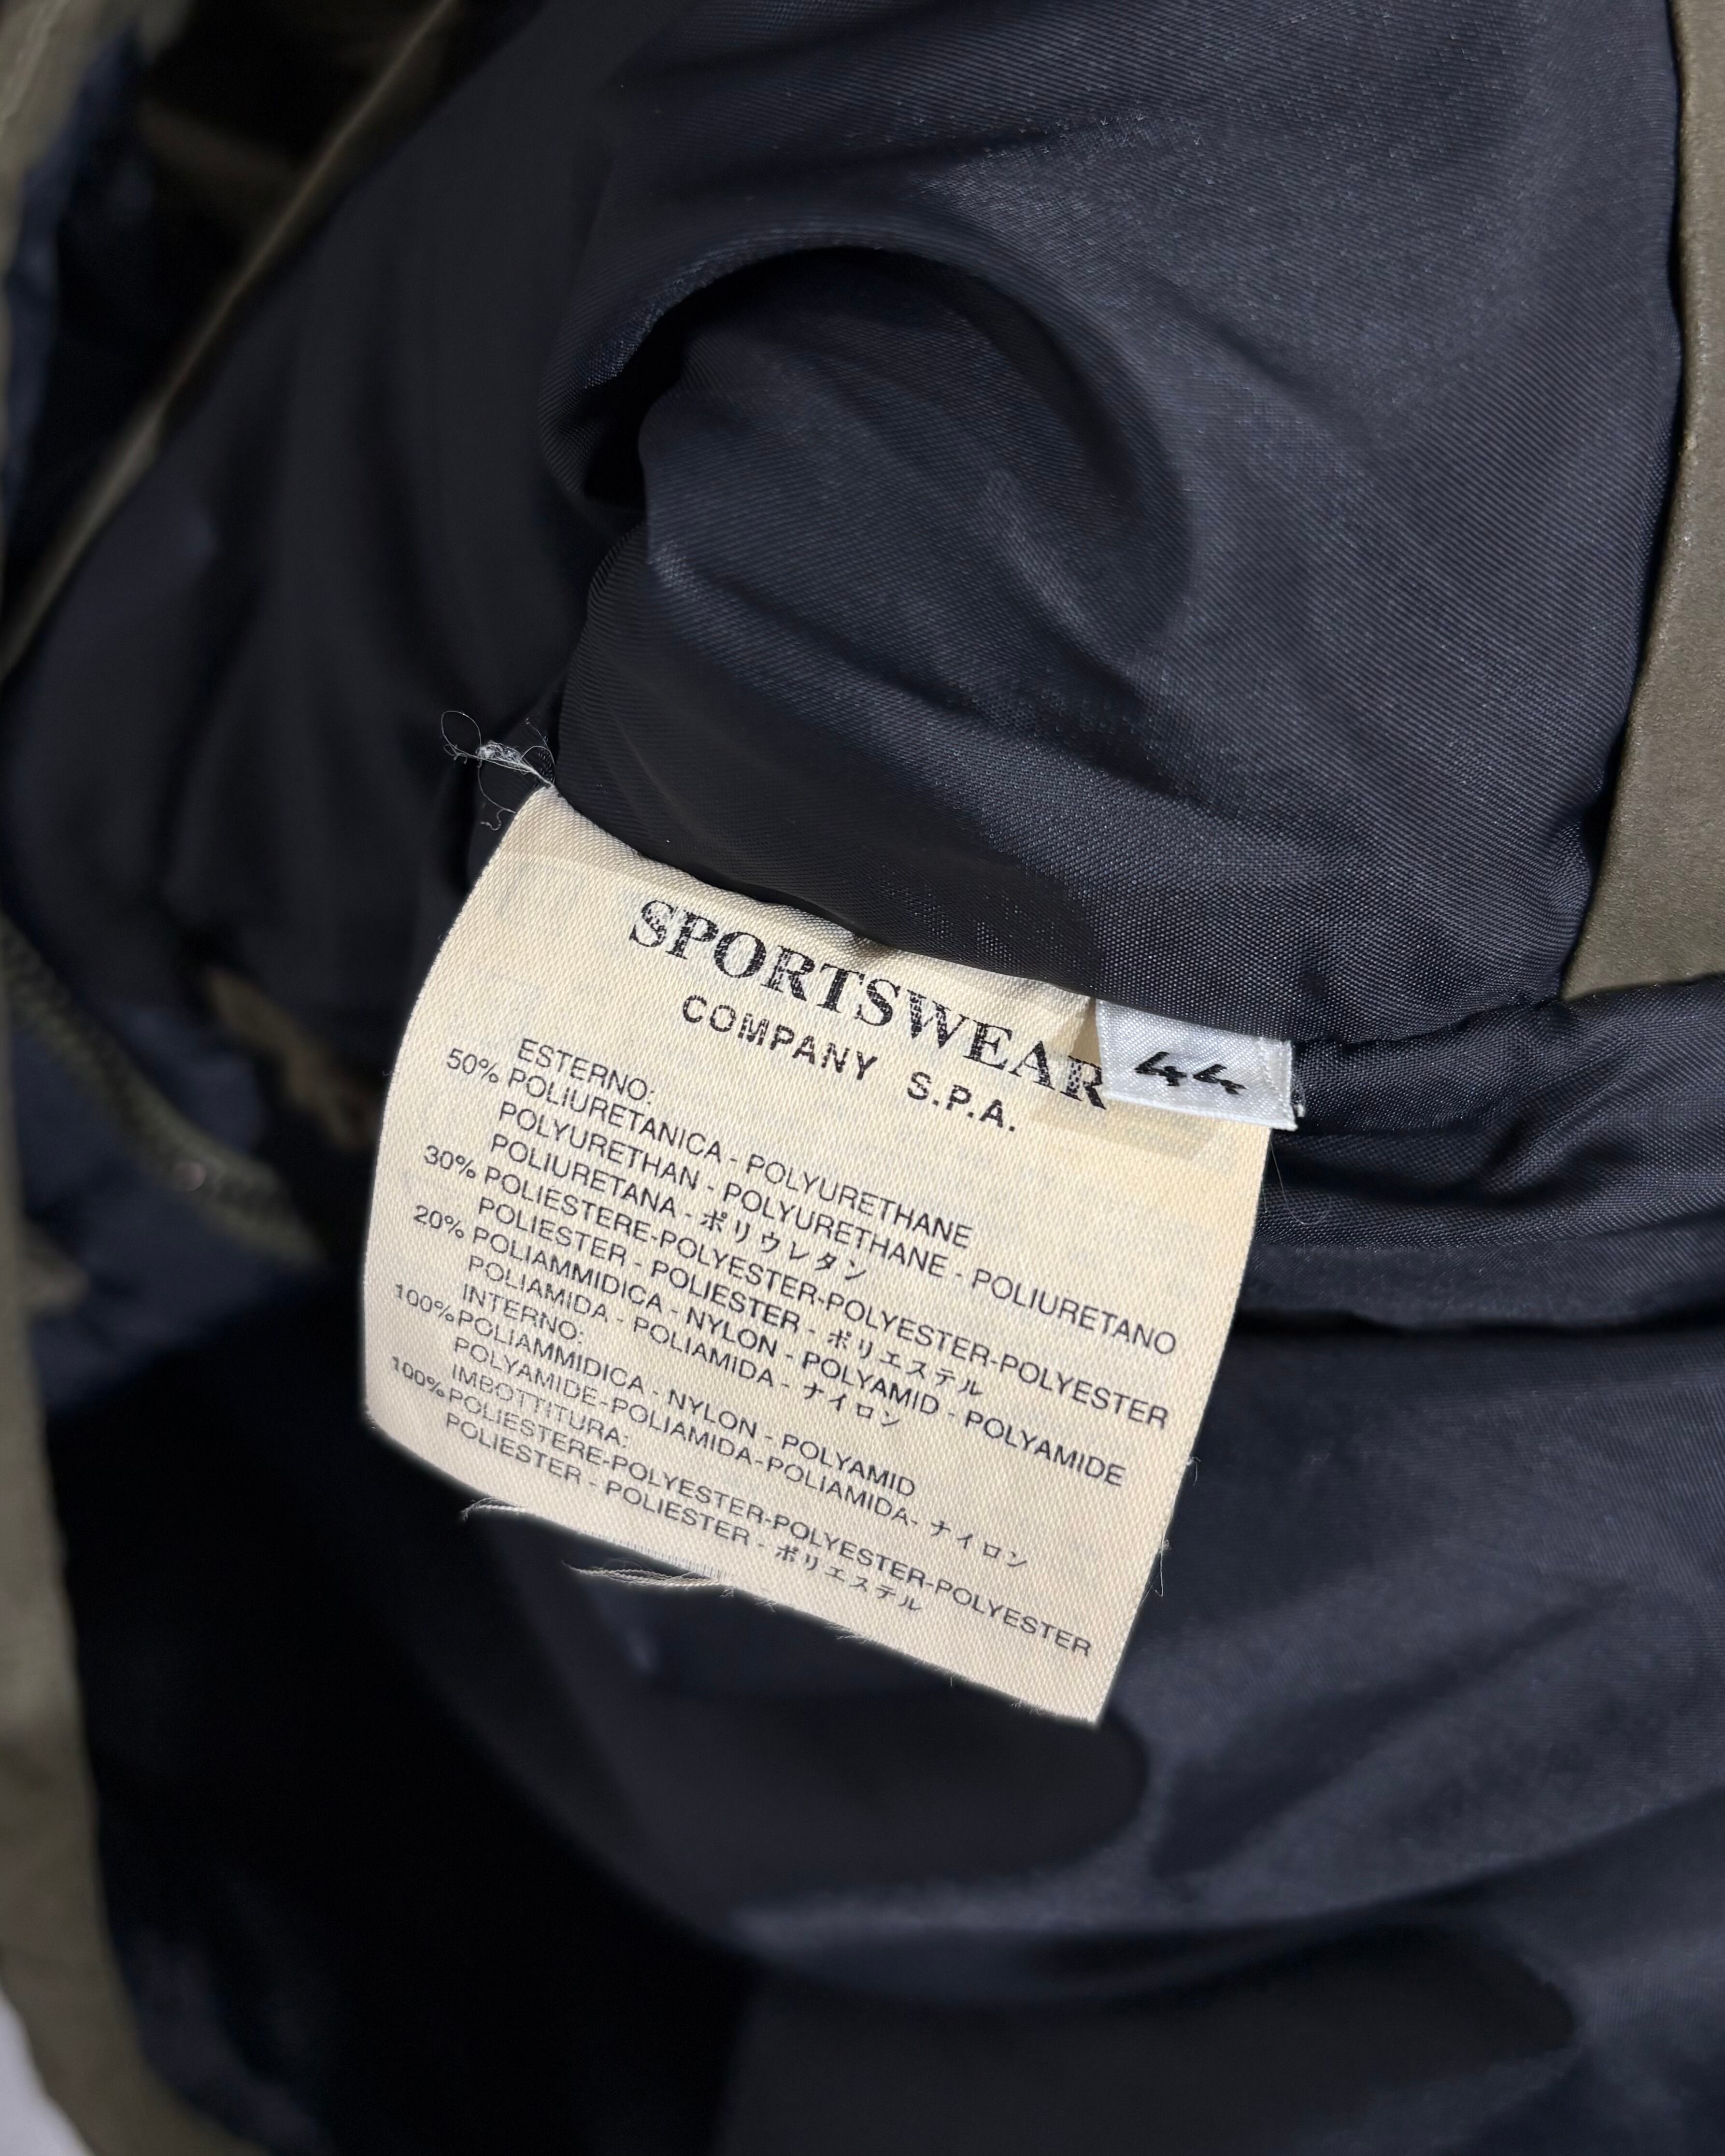 SPORTSWEAR
COMPANY S.P.A.
44
ESTERNO:
50% POLIURETANICA - POLYURETHANE
POLYURETHAN - POLYURETHANE - POLIURETANO
POLIURETANA - ポリウレタン
30% POLIESTERE-POLYESTER-POLYESTER-POLYESTER
POLIESTER - POLIESTER - ポリエステル
20% POLIAMMIDICA - NYLON - POLYAMID - POLYAMIDE
POLIAMIDA - POLIAMIDA - ナイロン
INTERNO:
100% POLIAMMIDICA - NYLON - POLYAMID
POLYAMIDE-POLIAMIDA-POLIAMIDA- ナイロン
IMBOTTITURA:
100% POLIESTERE-POLYESTER-POLYESTER-POLYESTER
POLIESTER - POLIESTER - ポリエステル